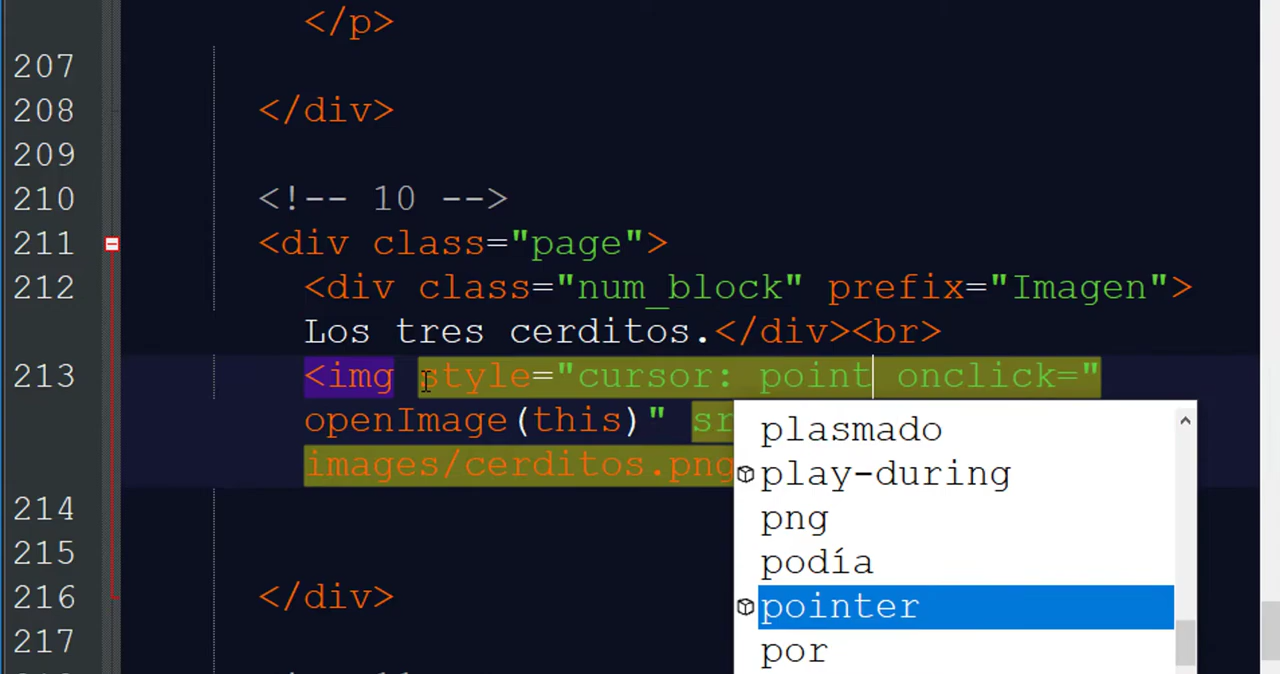 </p>
207
208 </div>
209
210 <!-- 10 -->
211 <div class="page">
212 <div class="num_block" prefix="Imagen">
Los tres cerditos.</div><br>
213 <img style="cursor: point onclick="
openImage(this)" sr
images/cerditos.png
plasmado
play-during
png
podía
pointer
por
214
215
216 </div>
217